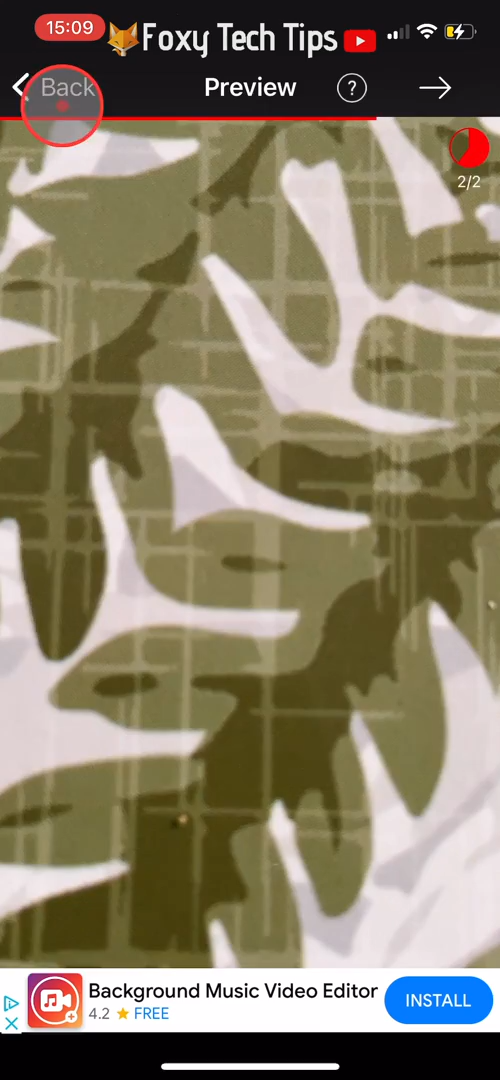 15:09
Foxy Tech Tips
Back
Preview
?
2/2
Background Music Video Editor
4.2 ★ FREE
INSTALL